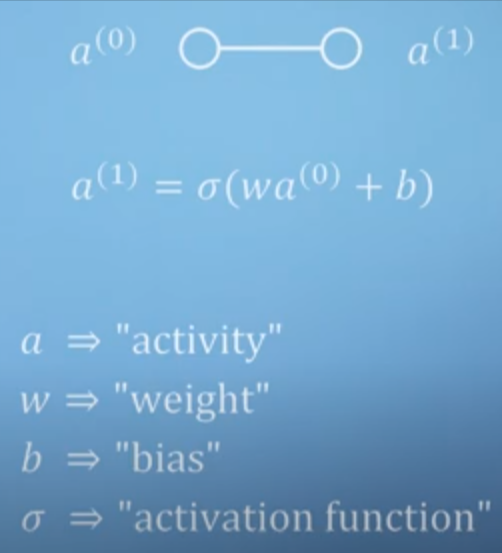 a⁽⁰⁾ a⁽¹⁾
a⁽¹⁾ = σ(wa⁽⁰⁾ + b)
a ⇒ "activity"
w ⇒ "weight"
b ⇒ "bias"
σ ⇒ "activation function"